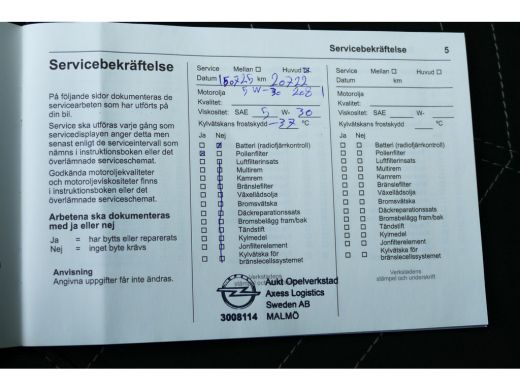 Servicebekräftelse 5
Servicebekräftelse
På följande sidor dokumenteras de
servicearbeten som har utförts på
din bil.
Service ska utföras varje gång som
servicedisplayen anger detta men
senast enligt de serviceintervall som
nämns i instruktionsboken eller det
överlämnade serviceschemat.
Godkända motoroljekvaliteter
och motoroljeviskositeter finns
i instruktionsboken eller det
överlämnade serviceschemat.
Arbetena ska dokumenteras
med ja eller nej
Ja = har bytts eller reparerats
Nej = inget byte krävs
Anvisning
Angivna uppgifter får inte ändras.
Service Mellan Huvud
Datum 150725 km 20722
Motorolja 5W-30
Kvalitet:
Viskositet: SAE 5 W- 30
Kylvätskans frostskydd -37 °C
Ja Nej
Batteri (radiofjärrkontroll)
Pollenfilter
Luftfilterinsats
Multirem
Kamrem
Bränslefilter
Bromsvätska
Däckreparationssats
Bromsbelägg fram/bak
Tändstift
Kylmedel
Jonfilterelement
Kylvätska för
bränslecellssystemet
Verkstadens
stämpel och
Aukt Opelverkstad
Axess Logistics
Sweden AB
3008114 MALMÖ
Service Mellan Huvud
Datum km
Motorolja
Kvalitet:
Viskositet: SAE W-
Kylvätskans frostskydd °C
Ja Nej
Batteri (radiofjärrkontroll)
Pollenfilter
Luftfilterinsats
Multirem
Kamrem
Bränslefilter
Bromsvätska
Däckreparationssats
Bromsbelägg fram/bak
Tändstift
Kylmedel
Jonfilterelement
Kylvätska för
bränslecellssystemet
Verkstadens
stämpel och underskrift